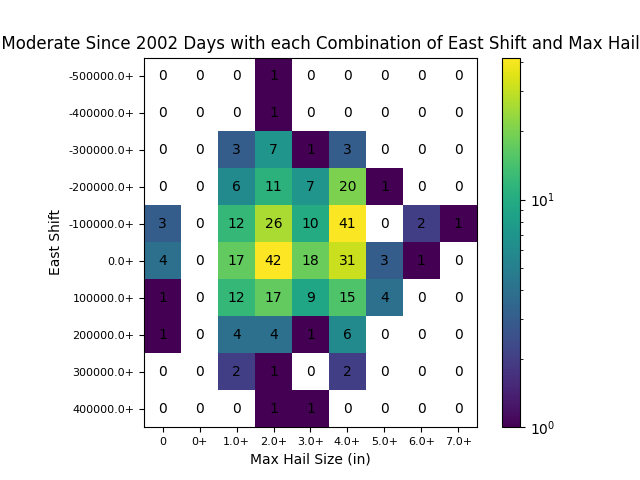 Moderate Since 2002 Days with each Combination of East Shift and Max Hail
-500000.0+ 0 0 0 1 0 0 0 0 0
-400000.0+ 0 0 0 1 0 0 0 0 0
-300000.0+ 0 0 3 7 1 3 0 0 0
-200000.0+ 0 0 6 11 7 20 1 0 0
-100000.0+ 3 0 12 26 10 41 0 2 1
0.0+ 4 0 17 42 18 31 3 1 0
100000.0+ 1 0 12 17 9 15 4 0 0
200000.0+ 1 0 4 4 1 6 0 0 0
300000.0+ 0 0 2 1 0 2 0 0 0
400000.0+ 0 0 0 1 1 0 0 0 0
0 0+ 1.0+ 2.0+ 3.0+ 4.0+ 5.0+ 6.0+ 7.0+
Max Hail Size (in)
East Shift
10¹
10⁰